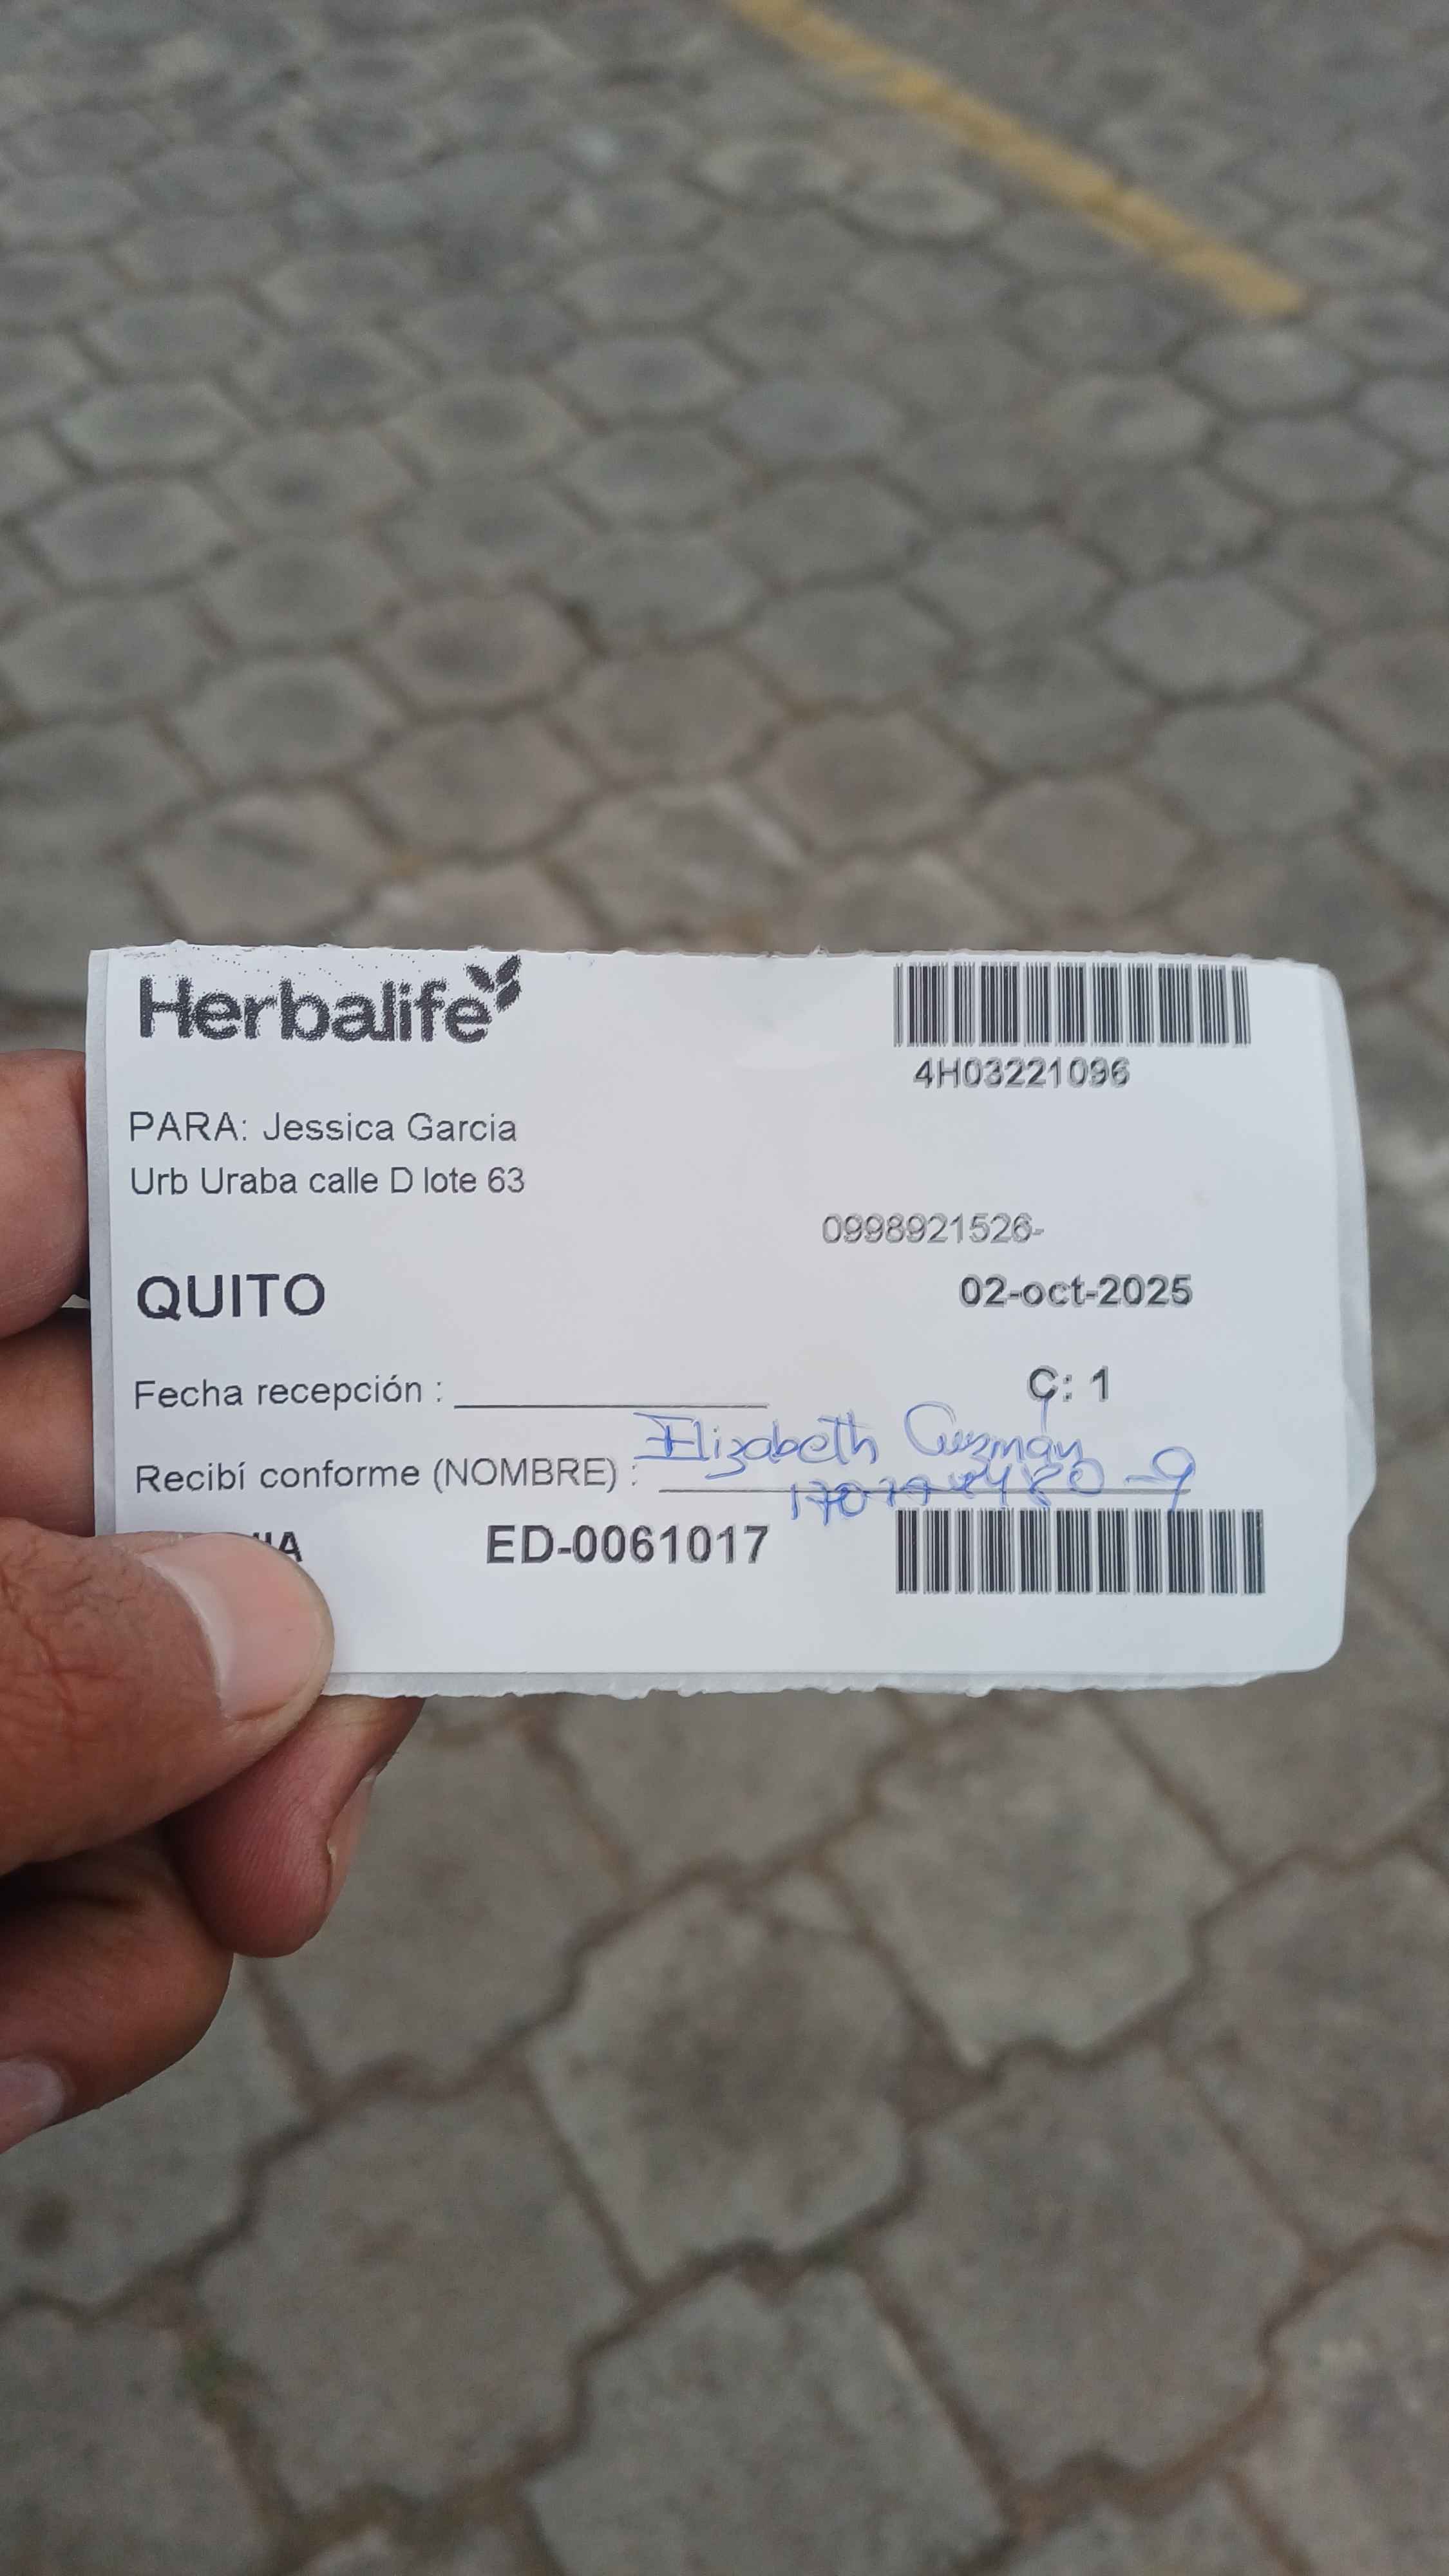 Herbalife
4H03221096
PARA: Jessica Garcia
Urb Uraba calle D lote 63
0998921526-
QUITO
02-oct-2025
Fecha recepción :
C: 1
Recibí conforme (NOMBRE) : Elizabeth Guzmán
ED-0061017